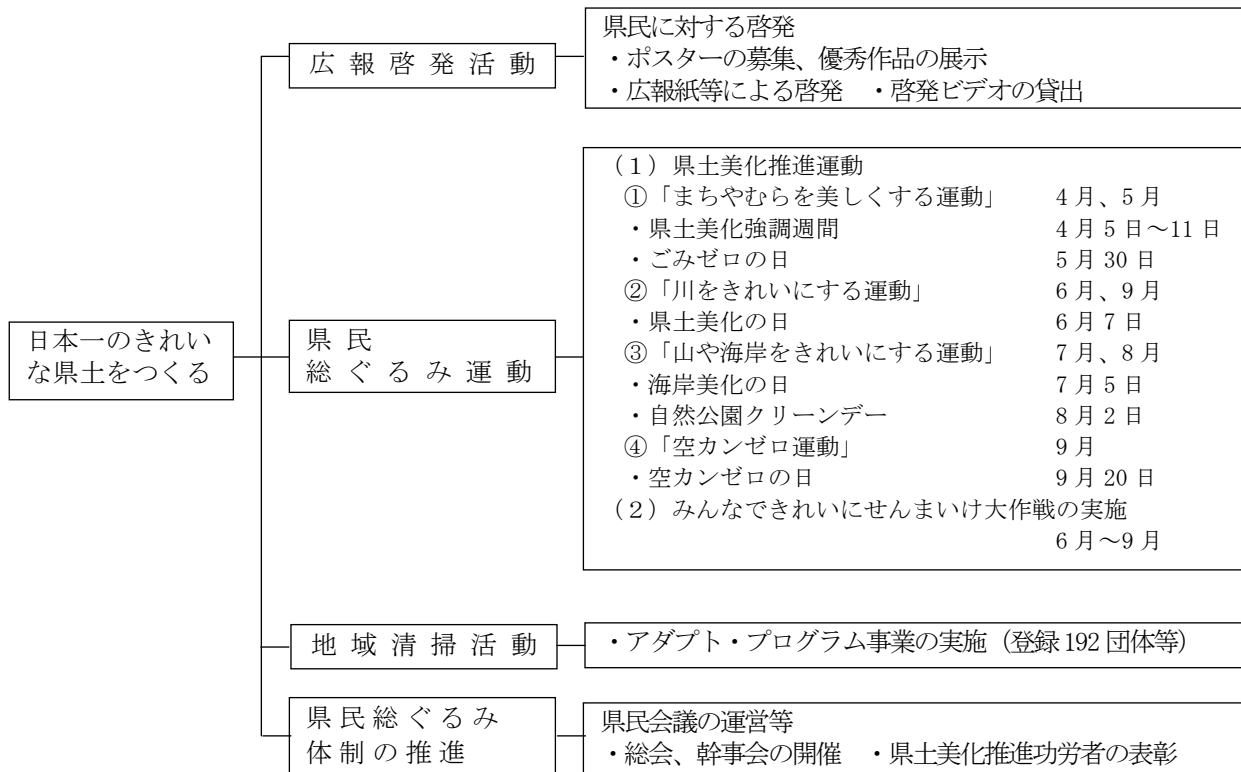 広報啓発活動
県民に対する啓発
・ポスターの募集、優秀作品の展示
・広報紙等による啓発　・啓発ビデオの貸出
日本一のきれい
な県土をつくる
県民
総ぐるみ運動
（１）県土美化推進運動
①「まちやむらを美しくする運動」　4月、5月
・県土美化強調週間　4月5日～11日
・ごみゼロの日　5月30日
②「川をきれいにする運動」　6月、9月
・県土美化の日　6月7日
③「山や海岸をきれいにする運動」　7月、8月
・海岸美化の日　7月5日
・自然公園クリーンデー　8月2日
④「空カンゼロ運動」　9月
・空カンゼロの日　9月20日
（２）みんなできれいにせんまいけ大作戦の実施
6月～9月
地域清掃活動
・アダプト・プログラム事業の実施（登録192団体等）
県民総ぐるみ
体制の推進
県民会議の運営等
・総会、幹事会の開催　・県土美化推進功労者の表彰